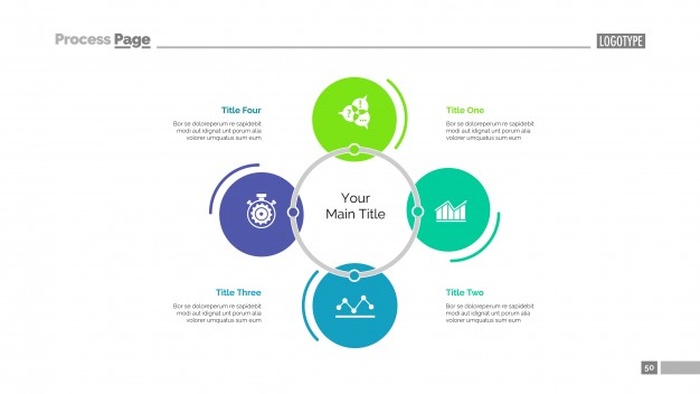 Process Page
LOGOTYPE
Title Four
Bor se doloreperum re sapidebit
modi aut idignat unt porum alia
volorer umquatus sum eum
Title One
Bor se doloreperum re sapidebit
modi aut idignat unt porum alia
volorer umquatus sum eum
Your
Main Title
Title Three
Bor se doloreperum re sapidebit
modi aut idignat unt porum alia
volorer umquatus sum eum
Title Two
Bor se doloreperum re sapidebit
modi aut idignat unt porum alia
volorer umquatus sum eum
50